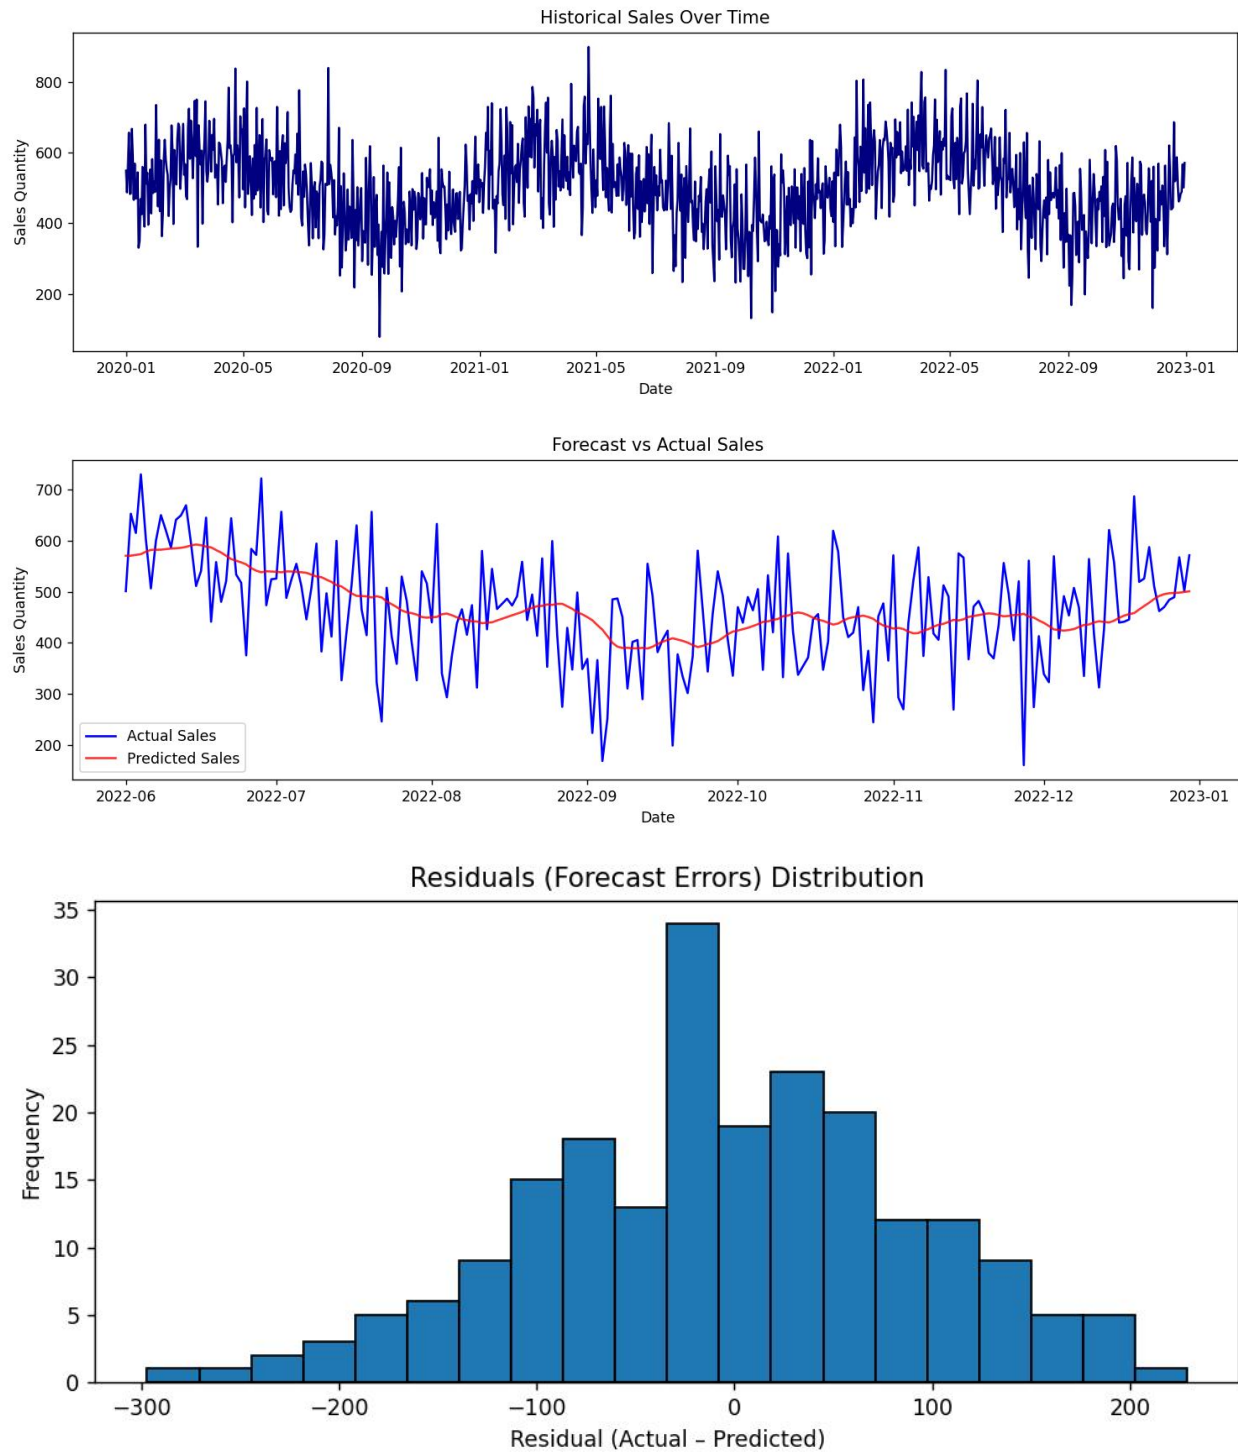 Historical Sales Over Time
800
600
400
200
Sales Quantity
2020-01 2020-05 2020-09 2021-01 2021-05 2021-09 2022-01 2022-05 2022-09 2023-01
Date
Forecast vs Actual Sales
700
600
500
400
300
200
Sales Quantity
Actual Sales
Predicted Sales
2022-06 2022-07 2022-08 2022-09 2022-10 2022-11 2022-12 2023-01
Date
Residuals (Forecast Errors) Distribution
35
30
25
20
15
10
5
0
Frequency
−300 −200 −100 0 100 200
Residual (Actual – Predicted)